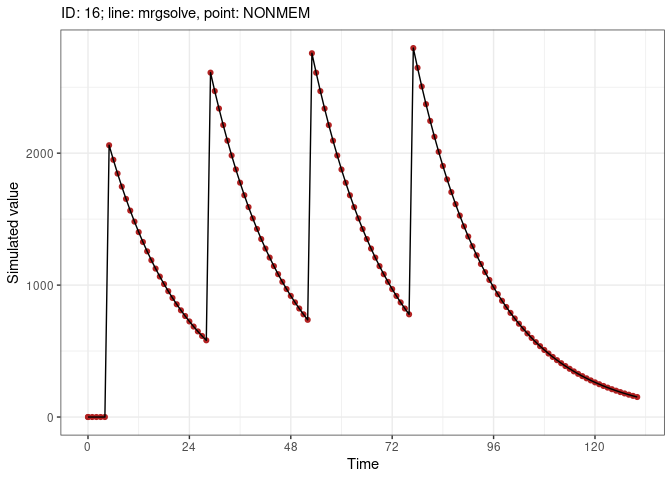 ID: 16; line: mrgsolve, point: NONMEM
Simulated value
2000
1000
0
0 24 48 72 96 120
Time